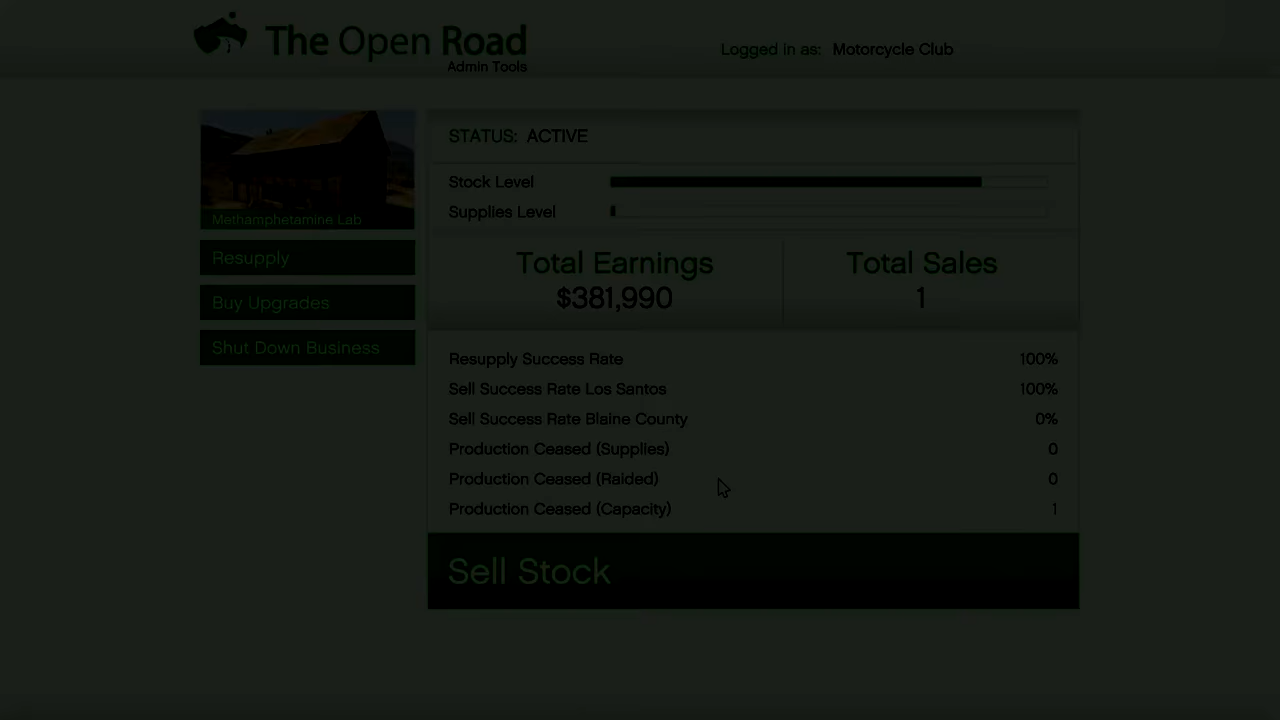 The Open Road
Admin Tools
Logged in as: Motorcycle Club
Methamphetamine Lab
Resupply
Buy Upgrades
Shut Down Business
STATUS: ACTIVE
Stock Level
Supplies Level
Total Earnings
$381,990
Total Sales
1
Resupply Success Rate 100%
Sell Success Rate Los Santos 100%
Sell Success Rate Blaine County 0%
Production Ceased (Supplies) 0
Production Ceased (Raided) 0
Production Ceased (Capacity) 1
Sell Stock